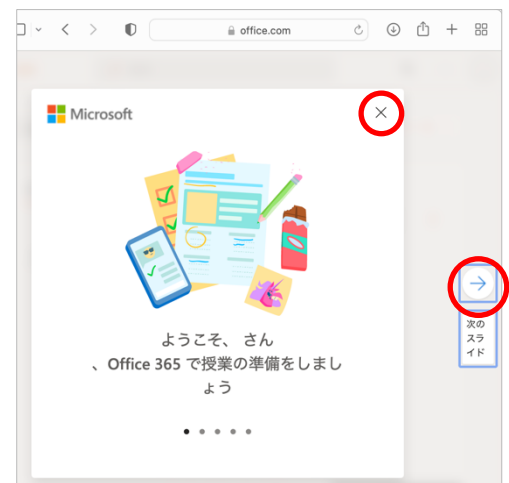 office.com
Microsoft
ようこそ、 さん
、Office 365 で授業の準備をしまし
ょう
次の
スラ
イド